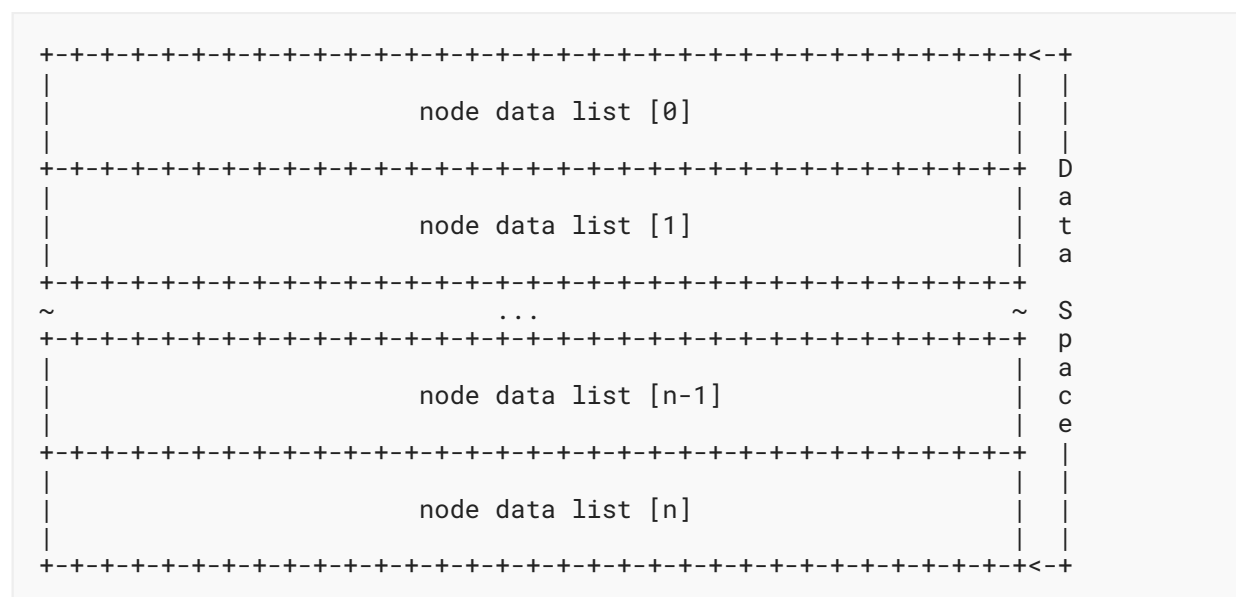 +-+-+-+-+-+-+-+-+-+-+-+-+-+-+-+-+-+-+-+-+-+-+-+-+-+-+-+-+-+-+-+-+<-+
|                                                               |  |
|                        node data list [0]                     |  |
|                                                               |  |
+-+-+-+-+-+-+-+-+-+-+-+-+-+-+-+-+-+-+-+-+-+-+-+-+-+-+-+-+-+-+-+-+  D
|                                                               |  a
|                        node data list [1]                     |  t
|                                                               |  a
+-+-+-+-+-+-+-+-+-+-+-+-+-+-+-+-+-+-+-+-+-+-+-+-+-+-+-+-+-+-+-+-+
~                             ...                               ~  S
+-+-+-+-+-+-+-+-+-+-+-+-+-+-+-+-+-+-+-+-+-+-+-+-+-+-+-+-+-+-+-+-+  p
|                                                               |  a
|                        node data list [n-1]                   |  c
|                                                               |  e
+-+-+-+-+-+-+-+-+-+-+-+-+-+-+-+-+-+-+-+-+-+-+-+-+-+-+-+-+-+-+-+-+  |
|                                                               |  |
|                        node data list [n]                     |  |
|                                                               |  |
+-+-+-+-+-+-+-+-+-+-+-+-+-+-+-+-+-+-+-+-+-+-+-+-+-+-+-+-+-+-+-+-+<-+